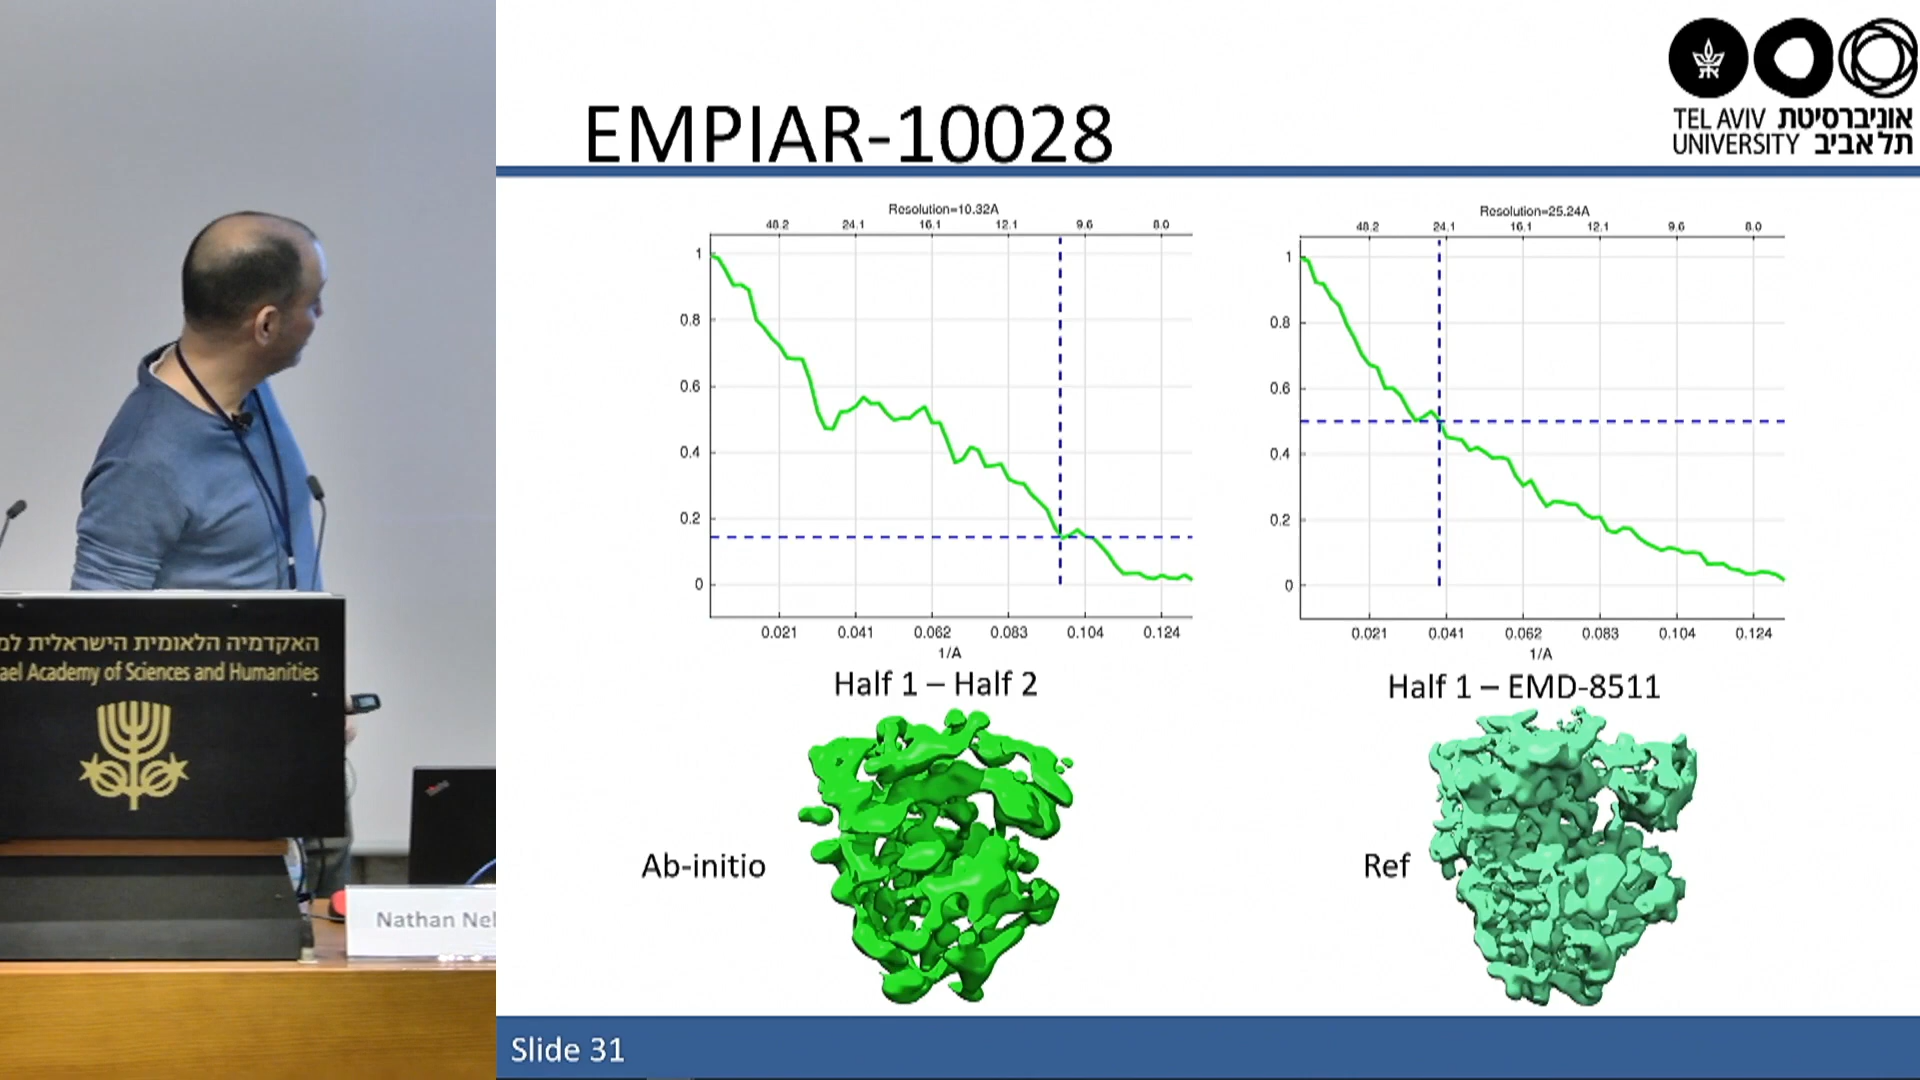 EMPIAR-10028
TEL AVIV אוניברסיטת
UNIVERSITY תל אביב
Resolution=10.32A
48.2 24.1 16.1 12.1 9.6 8.0
1
0.8
0.6
0.4
0.2
0
0.021 0.041 0.062 0.083 0.104 0.124
1/A
Half 1 – Half 2
Resolution=25.24A
48.2 24.1 16.1 12.1 9.6 8.0
1
0.8
0.6
0.4
0.2
0
0.021 0.041 0.062 0.083 0.104 0.124
1/A
Half 1 – EMD-8511
Ab-initio
Ref
Slide 31
האקדמיה הלאומית הישראלית למ
ael Academy of Sciences and Humanities
Nathan Nel